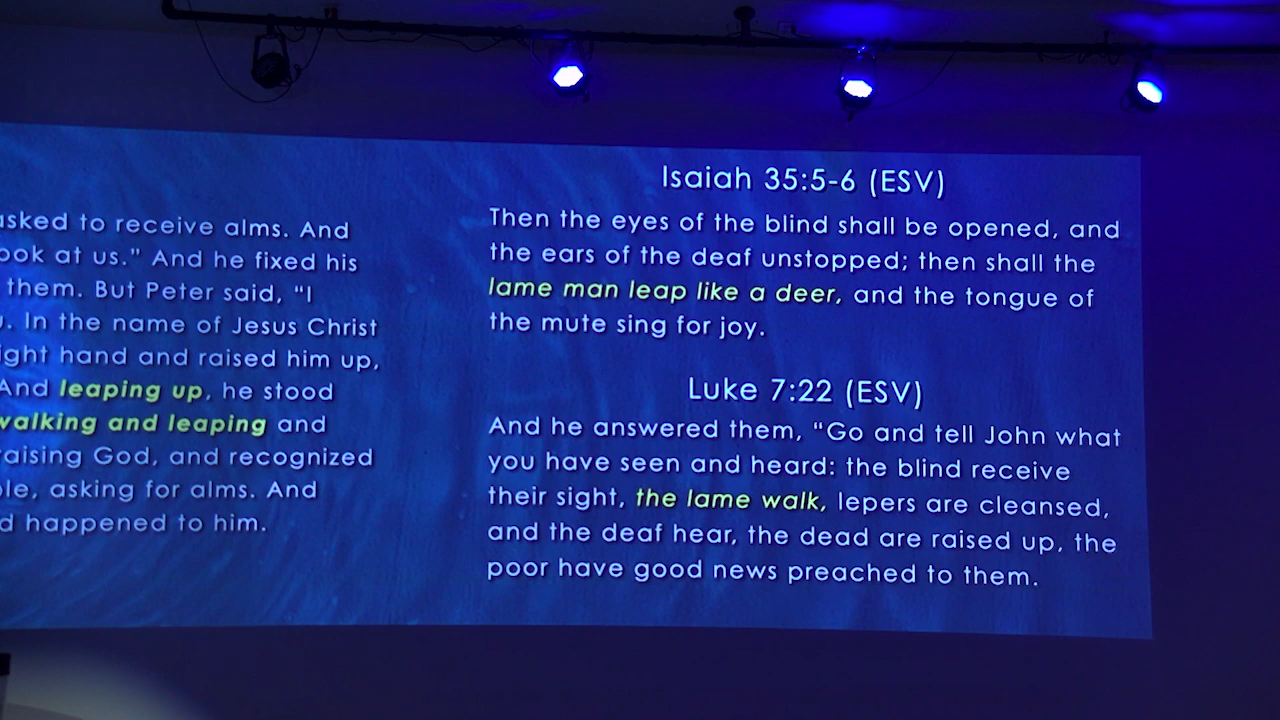 asked to receive alms. And
ook at us.” And he fixed his
them. But Peter said, “I
. In the name of Jesus Christ
ight hand and raised him up,
And leaping up, he stood
walking and leaping and
raising God, and recognized
ple, asking for alms. And
d happened to him.
Isaiah 35:5-6 (ESV)
Then the eyes of the blind shall be opened, and
the ears of the deaf unstopped; then shall the
lame man leap like a deer, and the tongue of
the mute sing for joy.
Luke 7:22 (ESV)
And he answered them, “Go and tell John what
you have seen and heard: the blind receive
their sight, the lame walk, lepers are cleansed,
and the deaf hear, the dead are raised up, the
poor have good news preached to them.